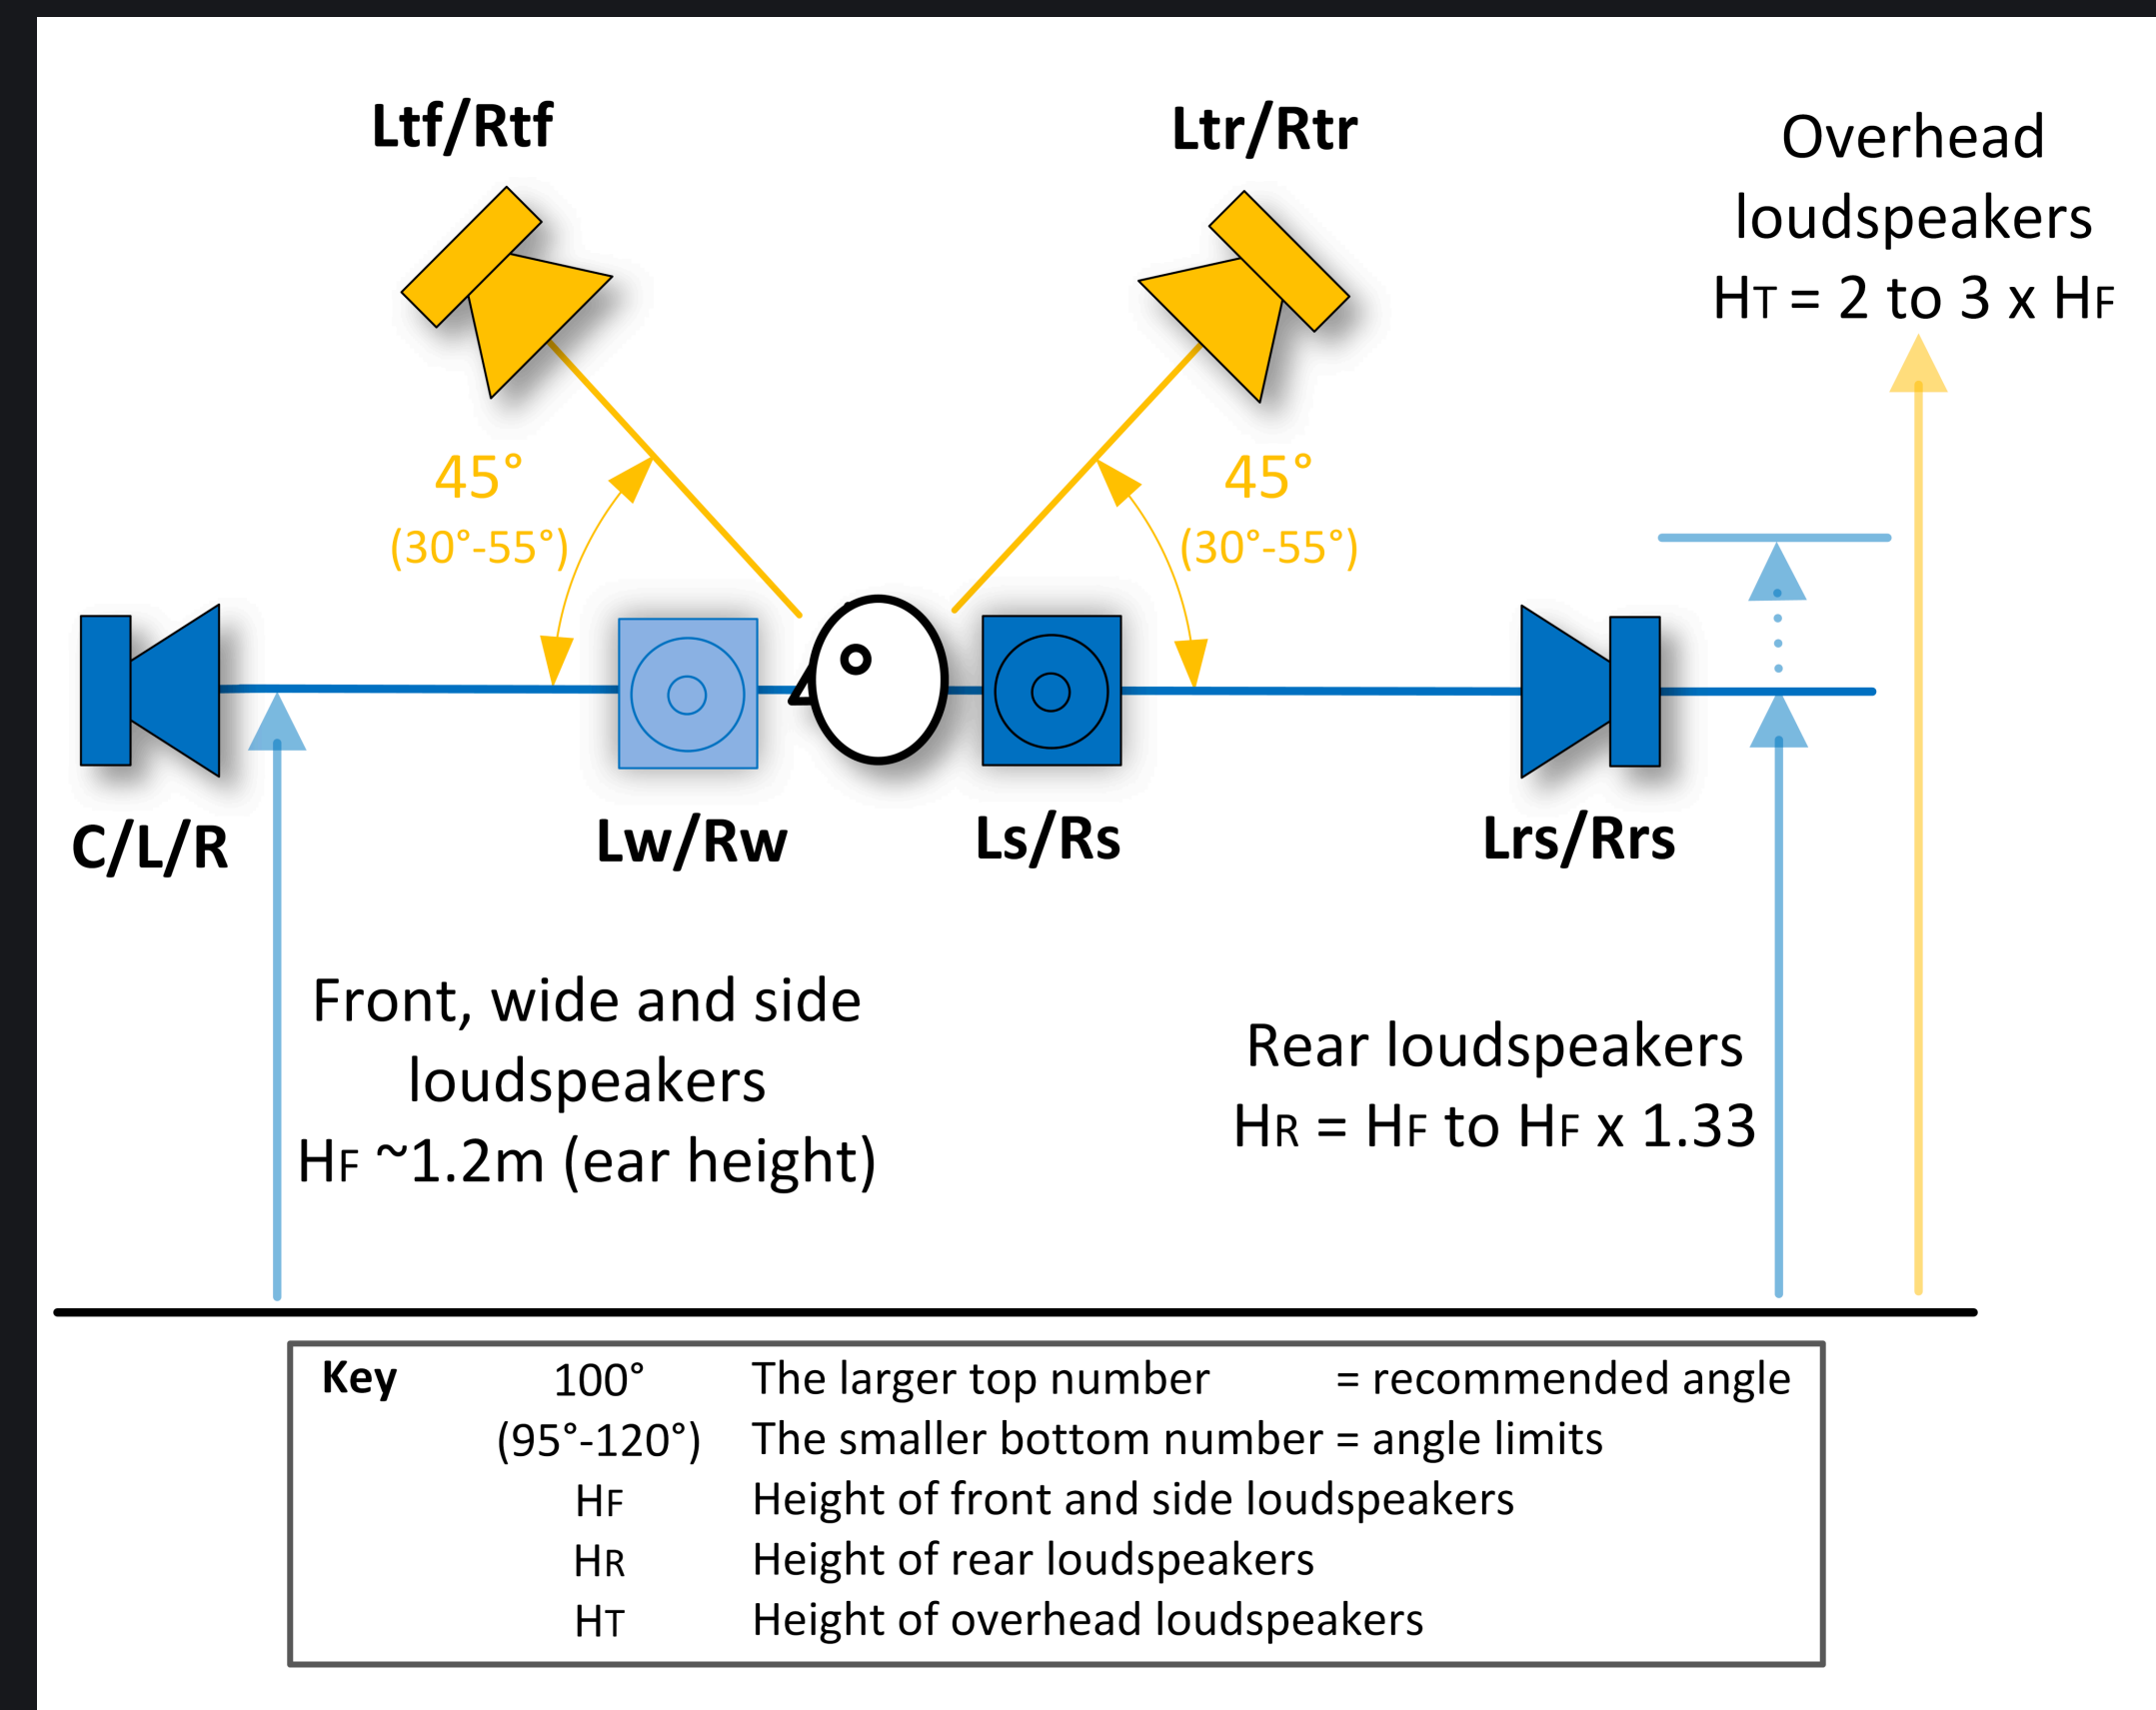 Ltf/Rtf
Ltr/Rtr
Overhead
loudspeakers
HT = 2 to 3 x HF
45°
(30°-55°)
45°
(30°-55°)
C/L/R
Lw/Rw
Ls/Rs
Lrs/Rrs
Front, wide and side
loudspeakers
HF ~1.2m (ear height)
Rear loudspeakers
HR = HF to HF x 1.33
Key 100° The larger top number = recommended angle
(95°-120°) The smaller bottom number = angle limits
HF Height of front and side loudspeakers
HR Height of rear loudspeakers
HT Height of overhead loudspeakers